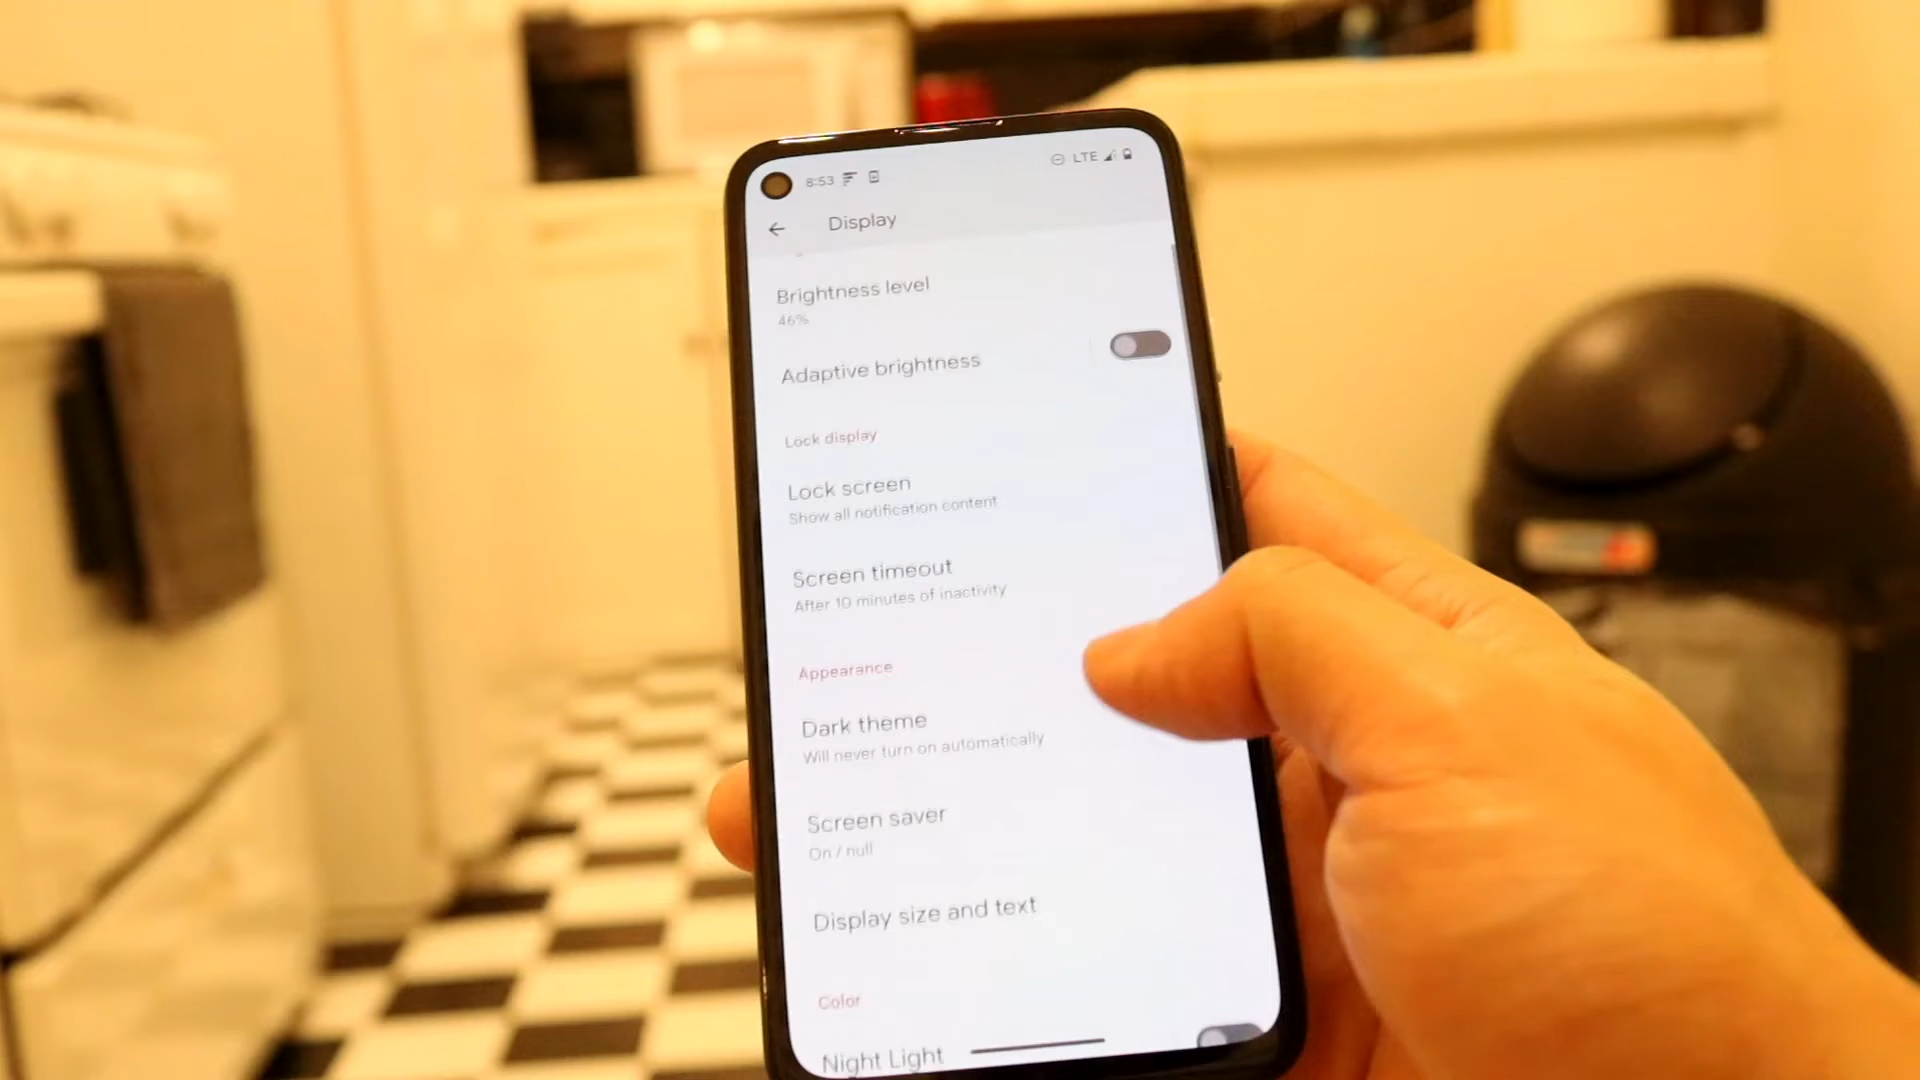 8:53
LTE
Display
Brightness level
46%
Adaptive brightness
Lock display
Lock screen
Show all notification content
Screen timeout
After 10 minutes of inactivity
Appearance
Dark theme
Will never turn on automatically
Screen saver
On / null
Display size and text
Color
Night Light